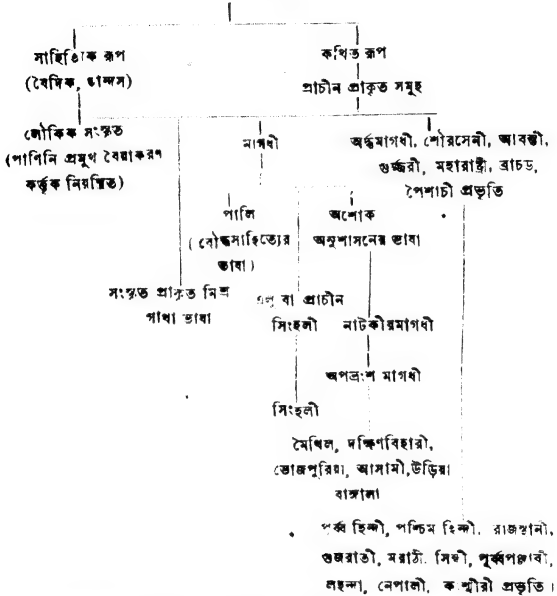 সাহিত্যিক রূপ
(বৈদিক, ছান্দস)
কথিত রূপ
প্রাচীন প্রাকৃত সমূহ
লৌকিক সংস্কৃত
(পাণিনি প্রমুখ বৈয়াকরণ
কর্তৃক নিয়ন্ত্রিত)
মাগধী
অর্দ্ধমাগধী, শৌরসেনী, আবন্তী,
গুর্জ্জরী, মহারাষ্ট্রী, ব্রাচড,
পৈশাচী প্রভৃতি
পালি
(বৌদ্ধসাহিত্যের
ভাষা)
অশোক
অনুশাসনের ভাষা
সংস্কৃত প্রাকৃত মিশ্র
গাথা ভাষা
এলু বা প্রাচীন
সিংহলী
নাটকীয়মাগধী
অপভ্রংশ মাগধী
সিংহলী
মৈথিল, দক্ষিণবিহারী,
ভোজপুরিয়া, আসামী,উড়িয়া
বাঙ্গালা
পূর্ব্ব হিন্দী, পশ্চিম হিন্দী, রাজস্থানী,
গুজরাতী, মরাঠী, সিন্ধী, পূর্ব্বপঞ্জাবী,
লহন্দা, নেপালী, কাশ্মীরী প্রভৃতি।